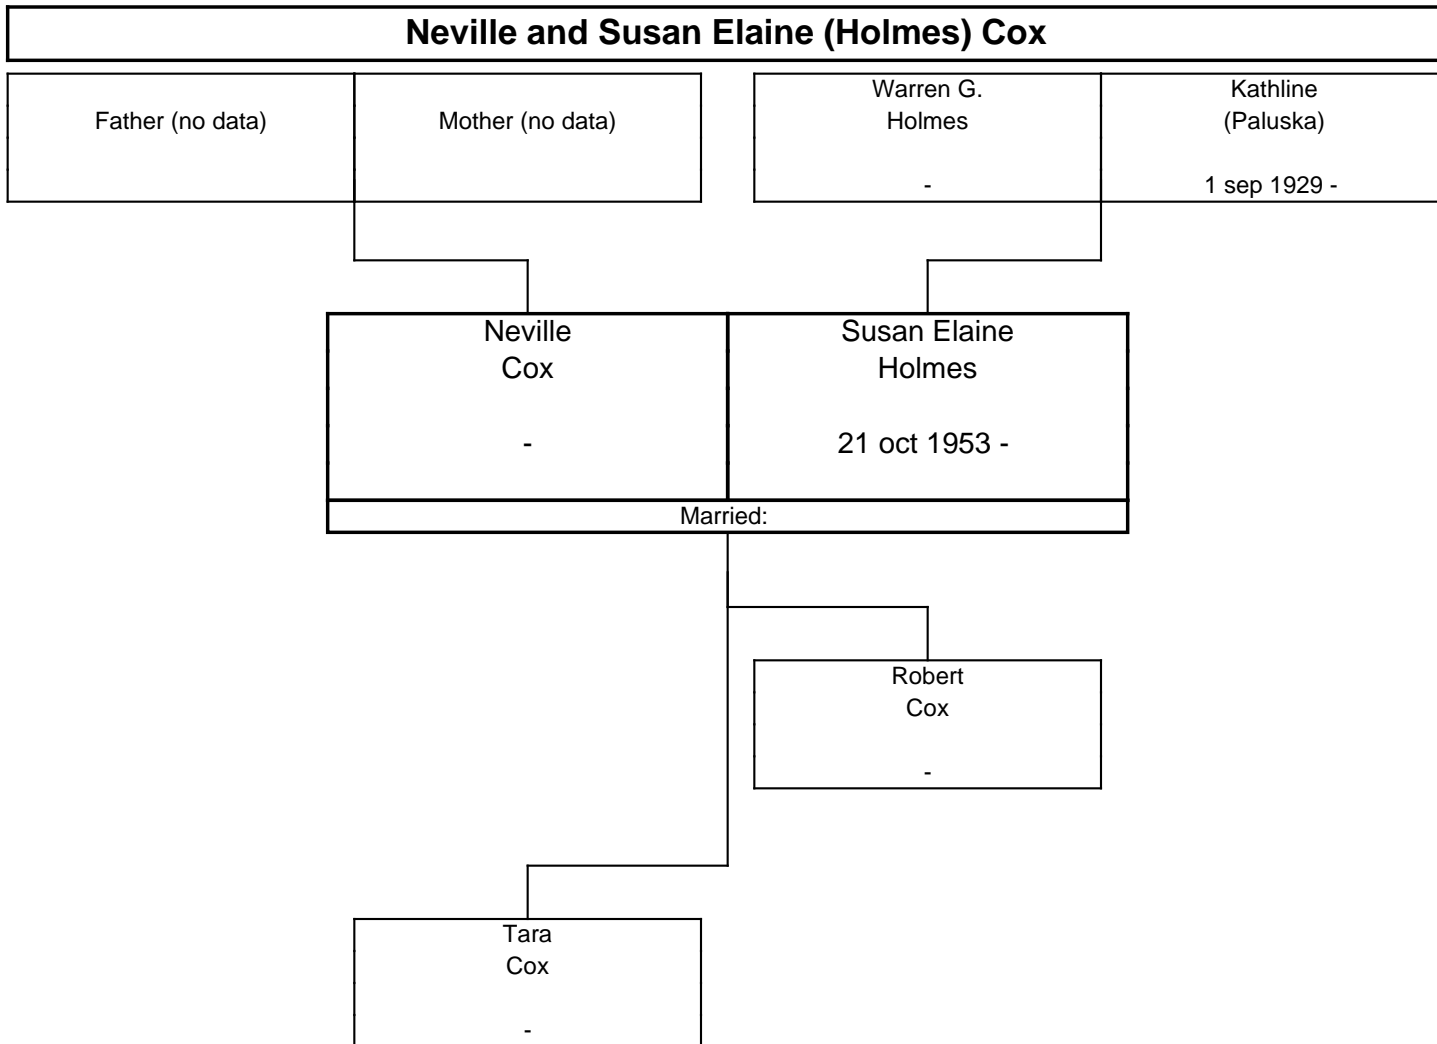 Neville and Susan Elaine (Holmes) Cox
Father (no data)
Mother (no data)
Warren G.
Holmes
-
Kathline
(Paluska)
1 sep 1929 -
Neville
Cox
-
Susan Elaine
Holmes
21 oct 1953 -
Married:
Robert
Cox
-
Tara
Cox
-